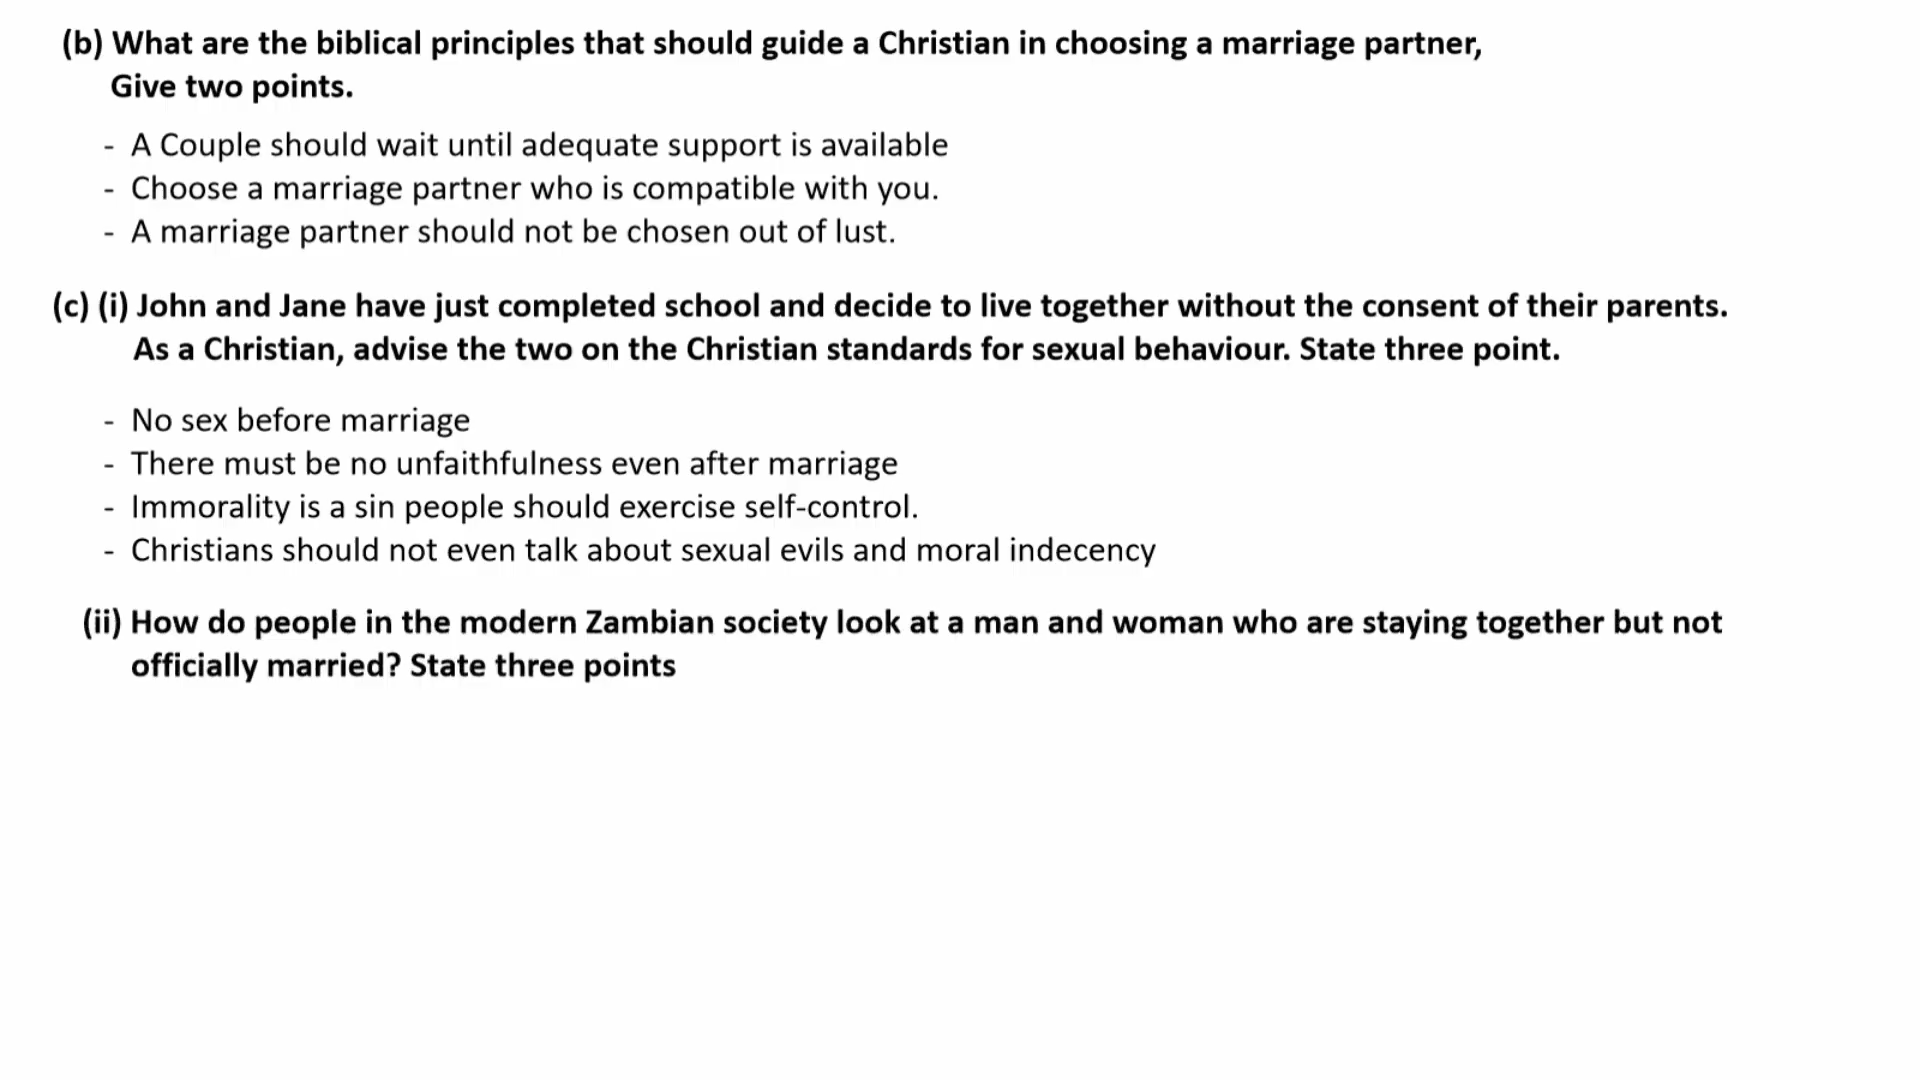 (b) What are the biblical principles that should guide a Christian in choosing a marriage partner,
Give two points.
- A Couple should wait until adequate support is available
- Choose a marriage partner who is compatible with you.
- A marriage partner should not be chosen out of lust.
(c) (i) John and Jane have just completed school and decide to live together without the consent of their parents.
As a Christian, advise the two on the Christian standards for sexual behaviour. State three point.
- No sex before marriage
- There must be no unfaithfulness even after marriage
- Immorality is a sin people should exercise self-control.
- Christians should not even talk about sexual evils and moral indecency
(ii) How do people in the modern Zambian society look at a man and woman who are staying together but not
officially married? State three points